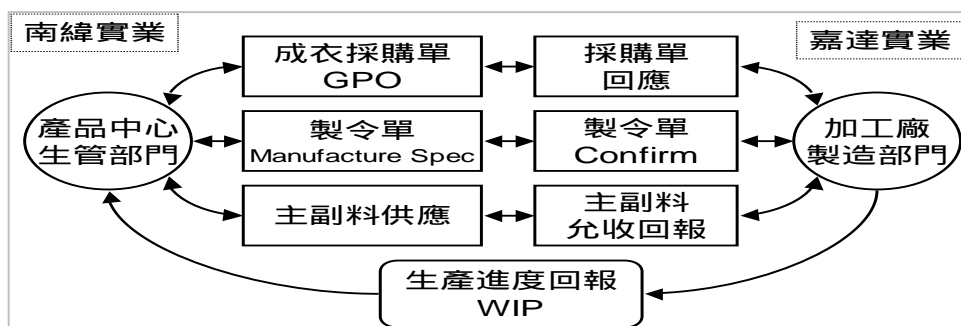 南緯實業
嘉達實業
成衣採購單
GPO
採購單
回應
產品中心
生管部門
製令單
Manufacture Spec
製令單
Confirm
加工廠
製造部門
主副料供應
主副料
允收回報
生產進度回報
WIP